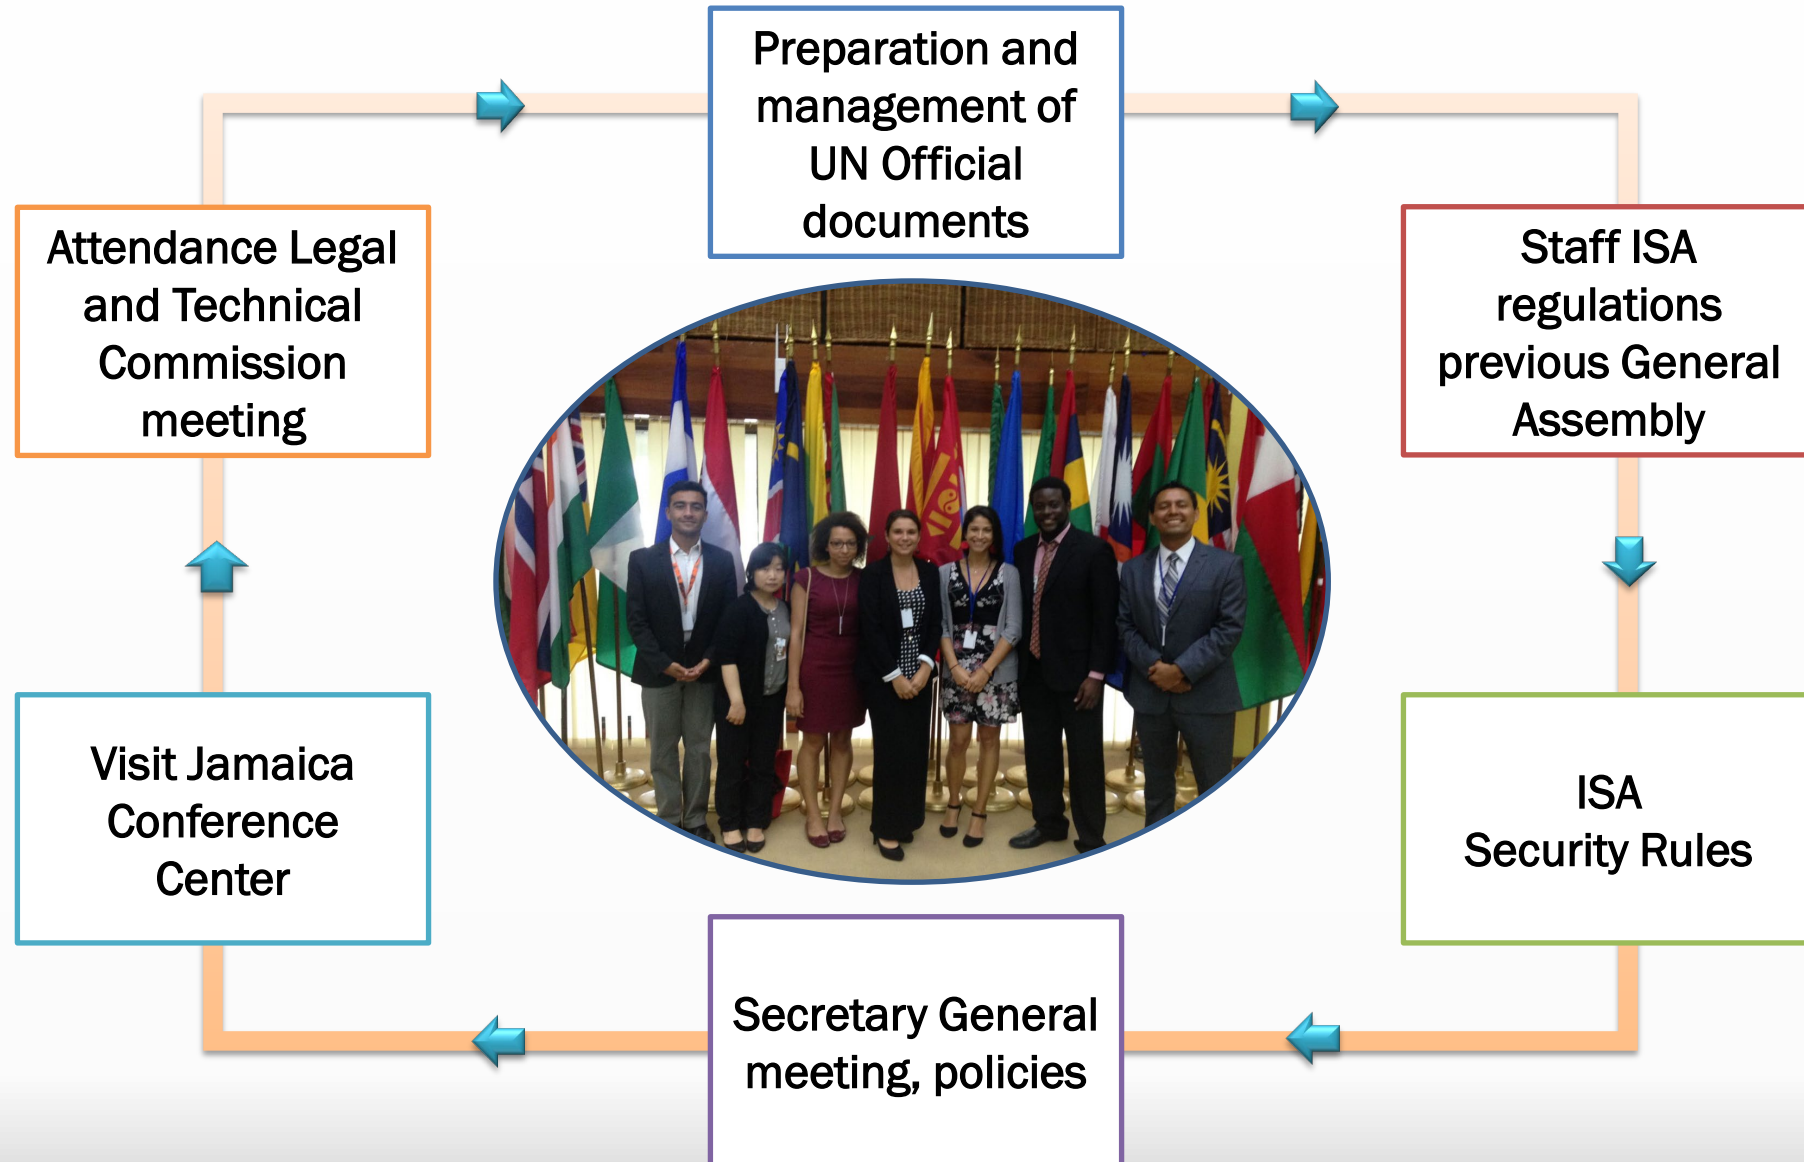 Preparation and
management of
UN Official
documents
Attendance Legal
and Technical
Commission
meeting
Staff ISA
regulations
previous General
Assembly
Visit Jamaica
Conference
Center
ISA
Security Rules
Secretary General
meeting, policies